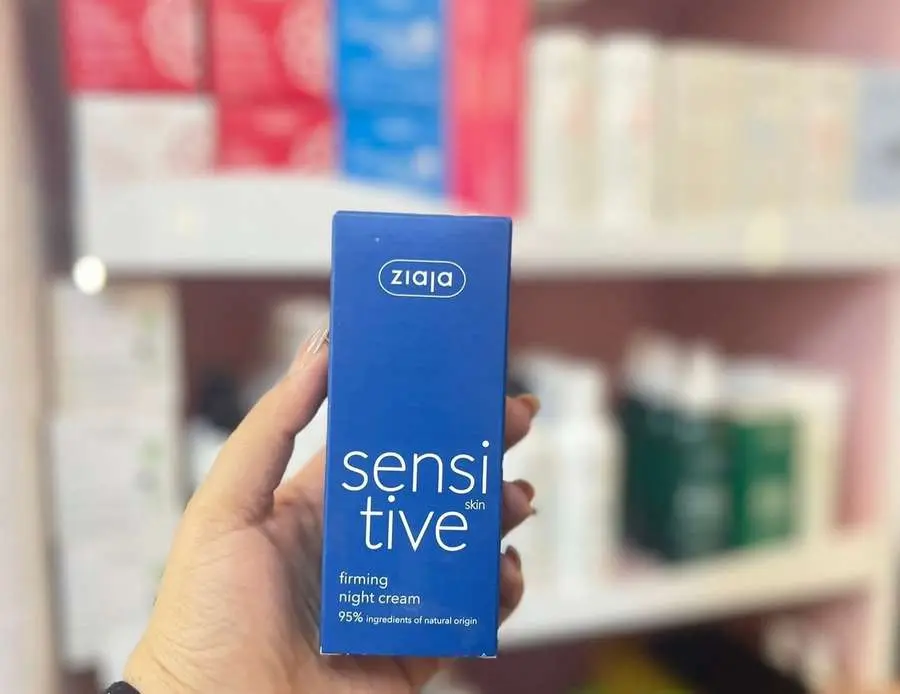 ziaja
sensi
tive
skin
firming
night cream
95% ingredients of natural origin